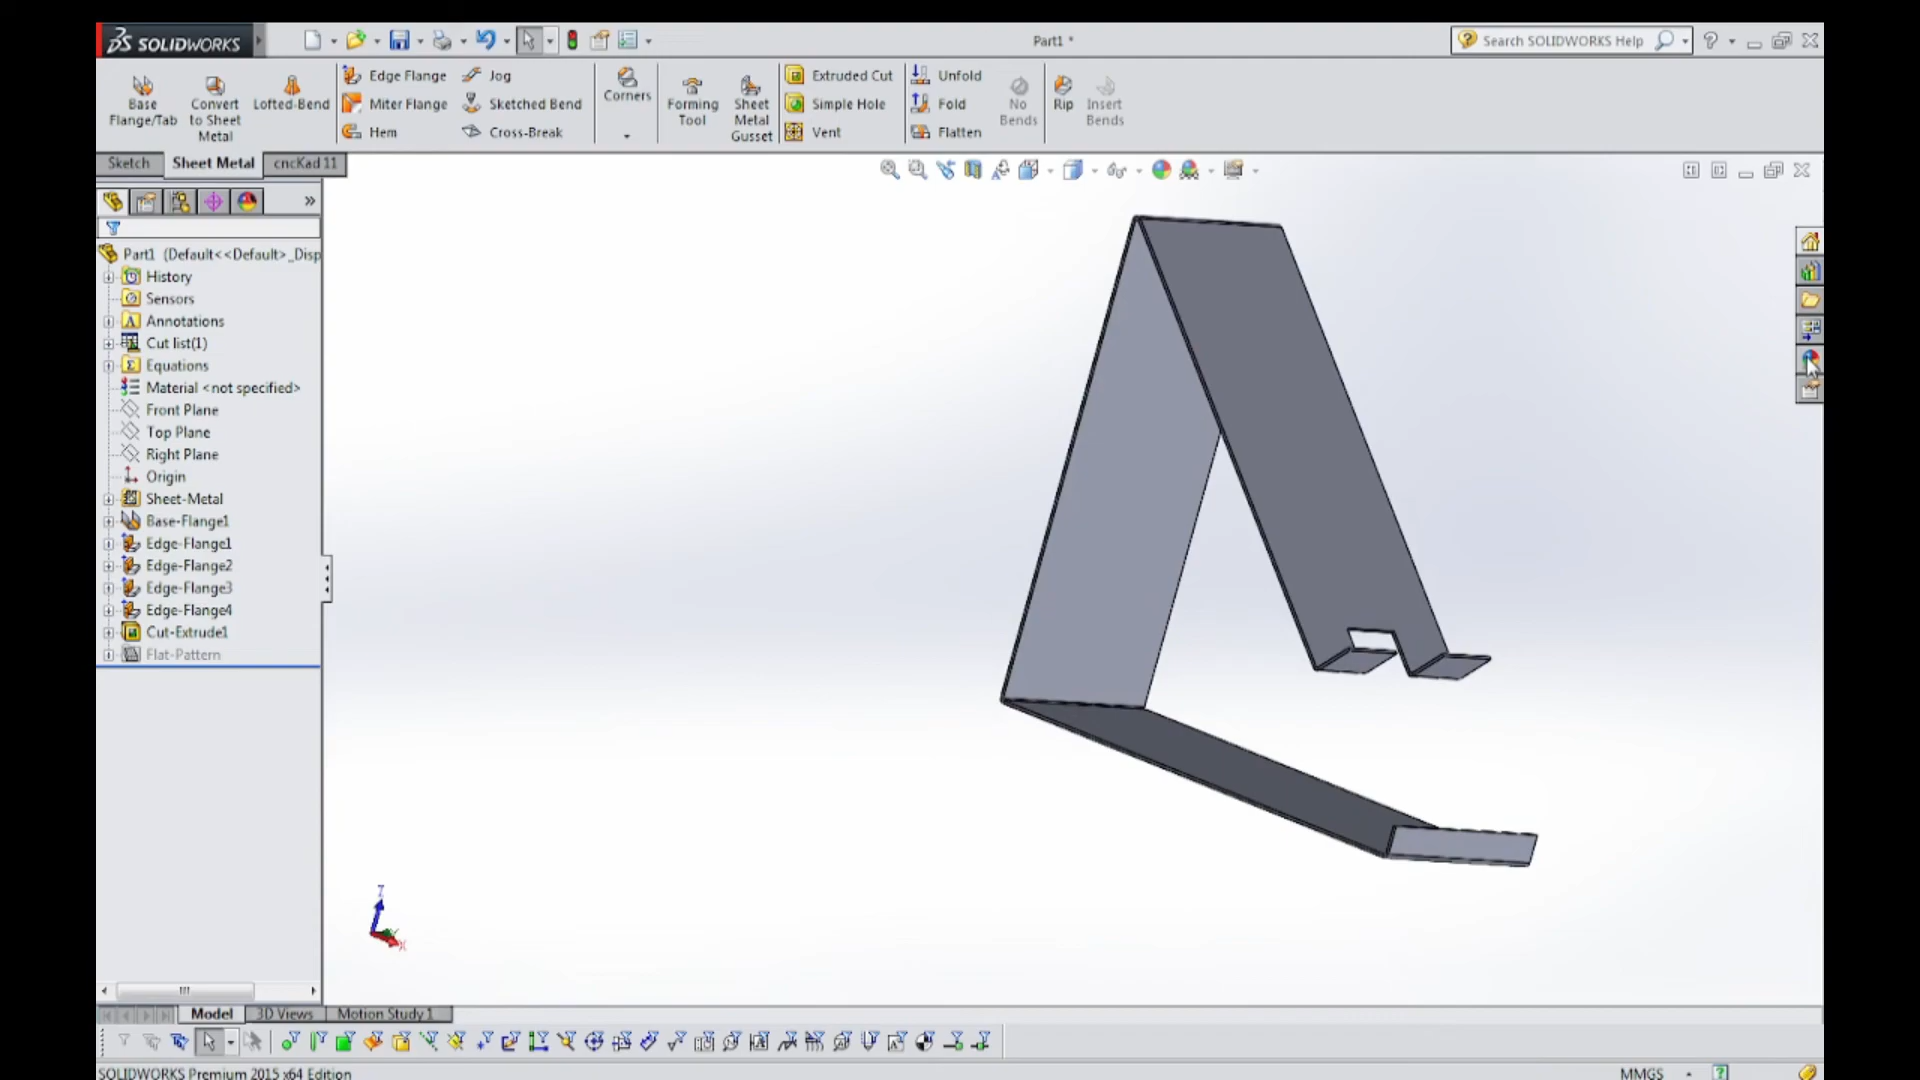 SOLIDWORKS
Part1 *
Search SOLIDWORKS Help
Base Flange/Tab
Convert to Sheet Metal
Lofted-Bend
Edge Flange
Miter Flange
Hem
Jog
Sketched Bend
Cross-Break
Corners
Forming Tool
Sheet Metal Gusset
Extruded Cut
Simple Hole
Vent
Unfold
Fold
Flatten
No Bends
Rip
Insert Bends
Sketch
Sheet Metal
cncKad 11
Part1 (Default<<Default>_Disp
History
Sensors
Annotations
Cut list(1)
Equations
Material <not specified>
Front Plane
Top Plane
Right Plane
Origin
Sheet-Metal
Base-Flange1
Edge-Flange1
Edge-Flange2
Edge-Flange3
Edge-Flange4
Cut-Extrude1
Flat-Pattern
Z
X
Model
3D Views
Motion Study 1
SOLIDWORKS Premium 2015 x64 Edition
MMGS